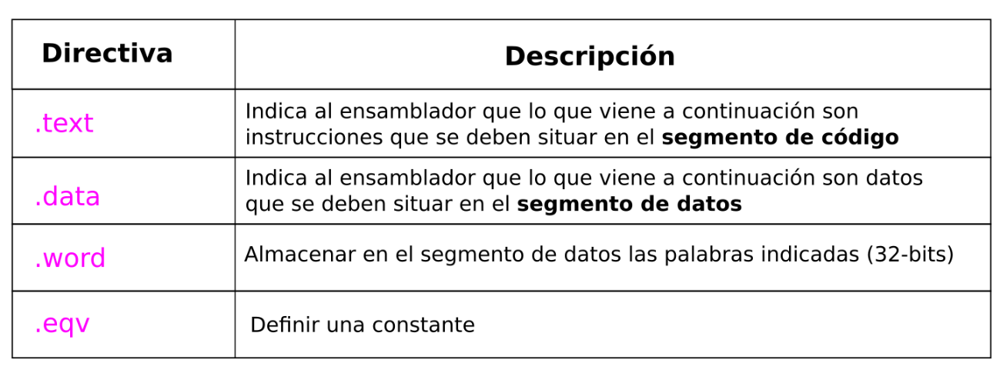 Directiva
Descripción
.text
Indica al ensamblador que lo que viene a continuación son
instrucciones que se deben situar en el segmento de código
.data
Indica al ensamblador que lo que viene a continuación son datos
que se deben situar en el segmento de datos
.word
Almacenar en el segmento de datos las palabras indicadas (32-bits)
.eqv
Definir una constante